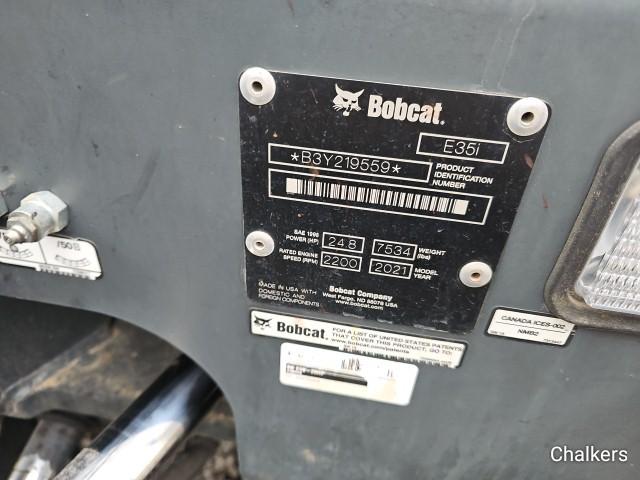 Bobcat.
E35i
*B3Y219559*
PRODUCT
IDENTIFICATION
NUMBER
SAE 1995
POWER (HP)
24.8
7534
WEIGHT
(lbs)
RATED ENGINE
SPEED (RPM)
2200
2021
MODEL
YEAR
MADE IN USA WITH
DOMESTIC AND
FOREIGN COMPONENTS
Bobcat Company
West Fargo, ND 58078 USA
www.bobcat.com
Bobcat.
FOR A LIST OF UNITED STATES PATENTS
THAT COVER THIS PRODUCT, GO TO:
www.bobcat.com/patents
CANADA ICES-002
NMB2
Chalkers